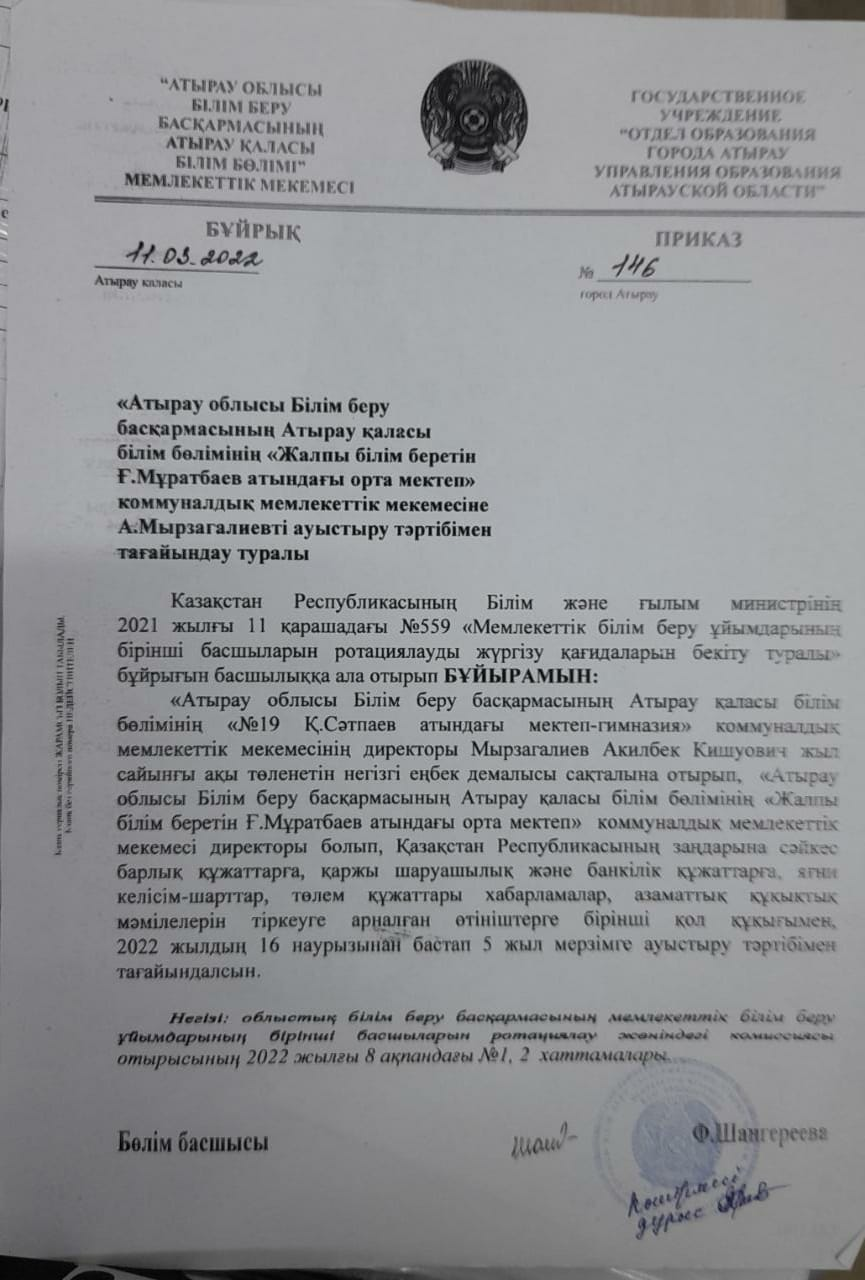 "АТЫРАУ ОБЛЫСЫ
БІЛІМ БЕРУ
БАСҚАРМАСЫНЫҢ
АТЫРАУ ҚАЛАСЫ
БІЛІМ БӨЛІМІ"
МЕМЛЕКЕТТІК МЕКЕМЕСІ
ГОСУДАРСТВЕННОЕ
УЧРЕЖДЕНИЕ
"ОТДЕЛ ОБРАЗОВАНИЯ
ГОРОДА АТЫРАУ
УПРАВЛЕНИЯ ОБРАЗОВАНИЯ
АТЫРАУСКОЙ ОБЛАСТИ"
БҰЙРЫҚ
11.03.2022
Атырау каласы
ПРИКАЗ
№ 146
город Атырау
«Атырау облысы Білім беру
басқармасының Атырау қаласы
білім бөлімінің «Жалпы білім беретін
Ғ.Мұратбаев атындағы орта мектеп»
коммуналдық мемлекеттік мекемесіне
А.Мырзагалиевті ауыстыру тәртібімен
тағайындау туралы
Казақстан Республикасының Білім және ғылым министрінің
2021 жылғы 11 қарашадағы №559 «Мемлекеттік білім беру ұйымдарының
бірінші басшыларын ротациялауды жүргізу қағидаларын бекіту туралы»
бұйрығын басшылыққа ала отырып БҰЙЫРАМЫН:
«Атырау облысы Білім беру басқармасының Атырау қаласы білім
бөлімінің «№19 Қ.Сәтпаев атындағы мектеп-гимназия» коммуналдық
мемлекеттік мекемесінің директоры Мырзагалиев Акилбек Кишуович жыл
сайынғы ақы төленетін негізгі еңбек демалысы сақталына отырып, «Атырау
облысы Білім беру басқармасының Атырау қаласы білім бөлімінің «Жалпы
білім беретін Ғ.Мұратбаев атындағы орта мектеп» коммуналдық мемлекеттік
мекемесі директоры болып, Қазақстан Республикасының заңдарына сәйкес
барлық құжаттарга, қаржы шаруашылық және банкілік құжаттарға, яғни
келісім-шарттар, төлем құжаттары хабарламалар, азаматтық құқықтық
мәмілелерін тіркеуге арналған өтініштерге бірінші қол құқығымен,
2022 жылдың 16 наурызынан бастап 5 жыл мерзімге ауыстыру тәртібімен
тағайындалсын.
Негізі: облыстық білім беру басқармасының мемлекеттік білім беру
ұйымдарының бірінші басшыларын ротациялау жөніндегі комиссиясы
отырысының 2022 жылғы 8 ақпандағы №1, 2 хаттамалары.
Бөлім басшысы
Ф.Шангереева
Көшірмесі
дұрыс